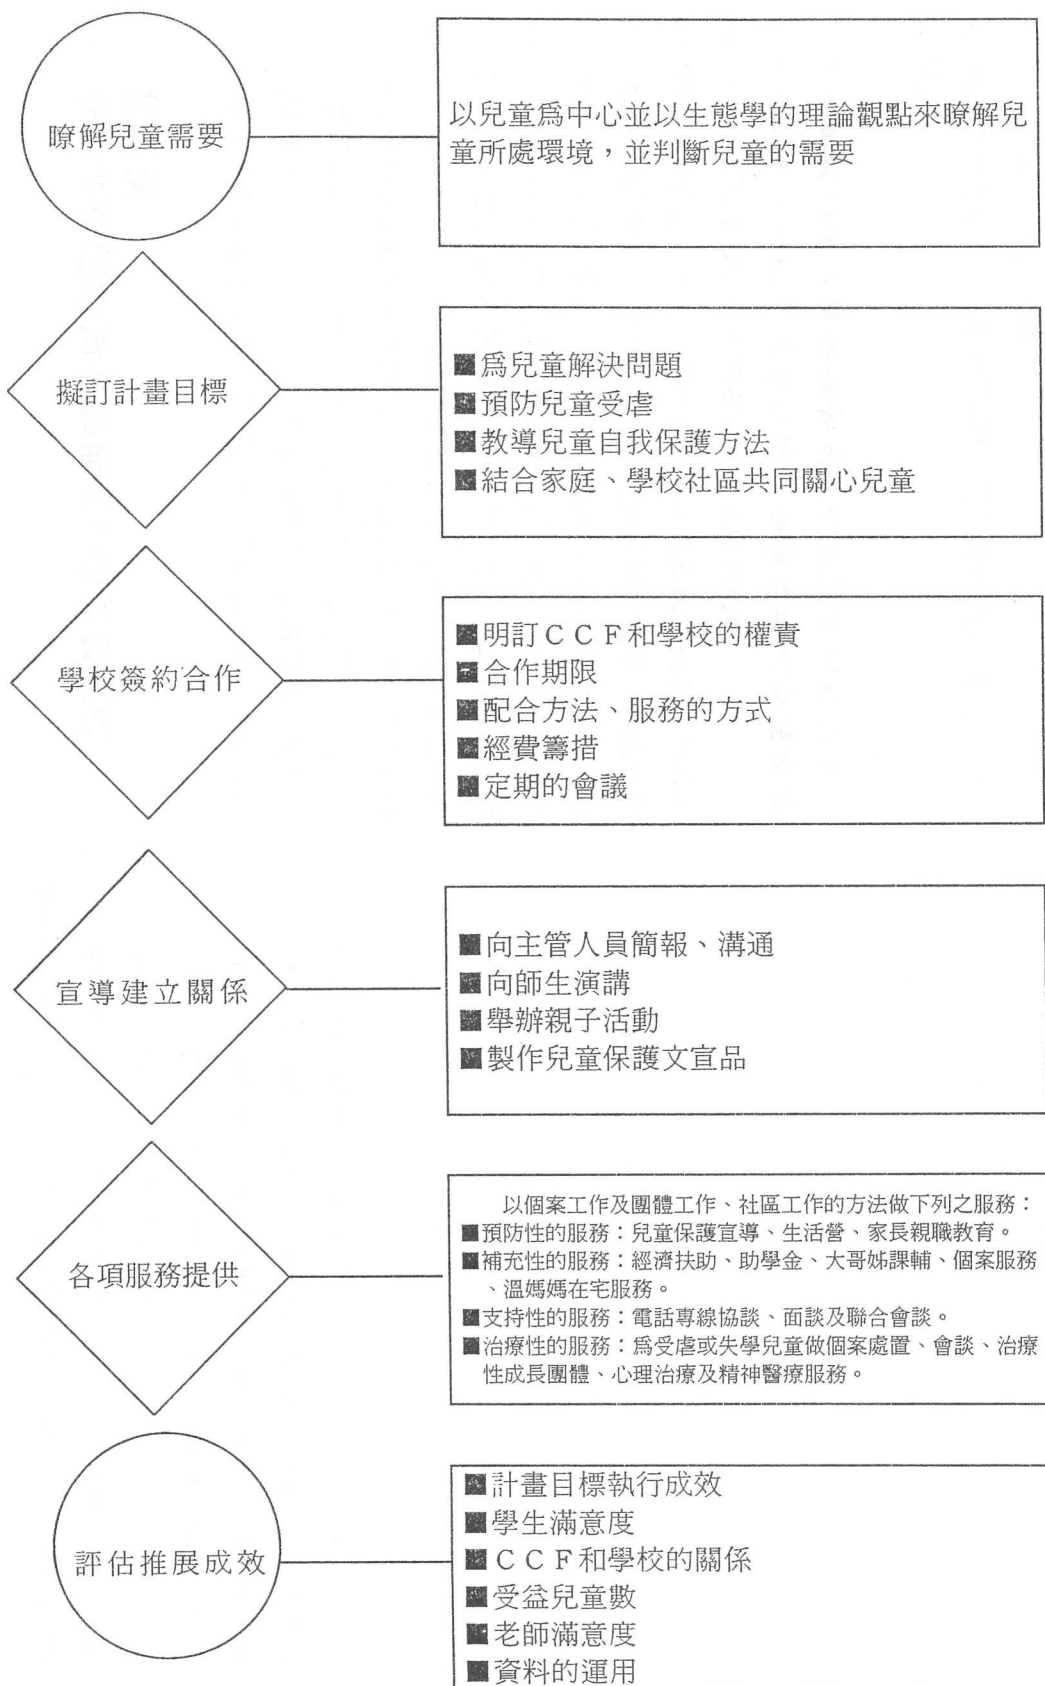 瞭解兒童需要
以兒童爲中心並以生態學的理論觀點來瞭解兒
童所處環境，並判斷兒童的需要
擬訂計畫目標
■爲兒童解決問題
■預防兒童受虐
■教導兒童自我保護方法
■結合家庭、學校社區共同關心兒童
學校簽約合作
■明訂ＣＣＦ和學校的權責
■合作期限
■配合方法、服務的方式
■經費籌措
■定期的會議
宣導建立關係
■向主管人員簡報、溝通
■向師生演講
■舉辦親子活動
■製作兒童保護文宣品
各項服務提供
以個案工作及團體工作、社區工作的方法做下列之服務：
■預防性的服務：兒童保護宣導、生活營、家長親職教育。
■補充性的服務：經濟扶助、助學金、大哥姊課輔、個案服務
、溫媽媽在宅服務。
■支持性的服務：電話專線協談、面談及聯合會談。
■治療性的服務：爲受虐或失學兒童做個案處置、會談、治療
性成長團體、心理治療及精神醫療服務。
評估推展成效
■計畫目標執行成效
■學生滿意度
■ＣＣＦ和學校的關係
■受益兒童數
■老師滿意度
■資料的運用